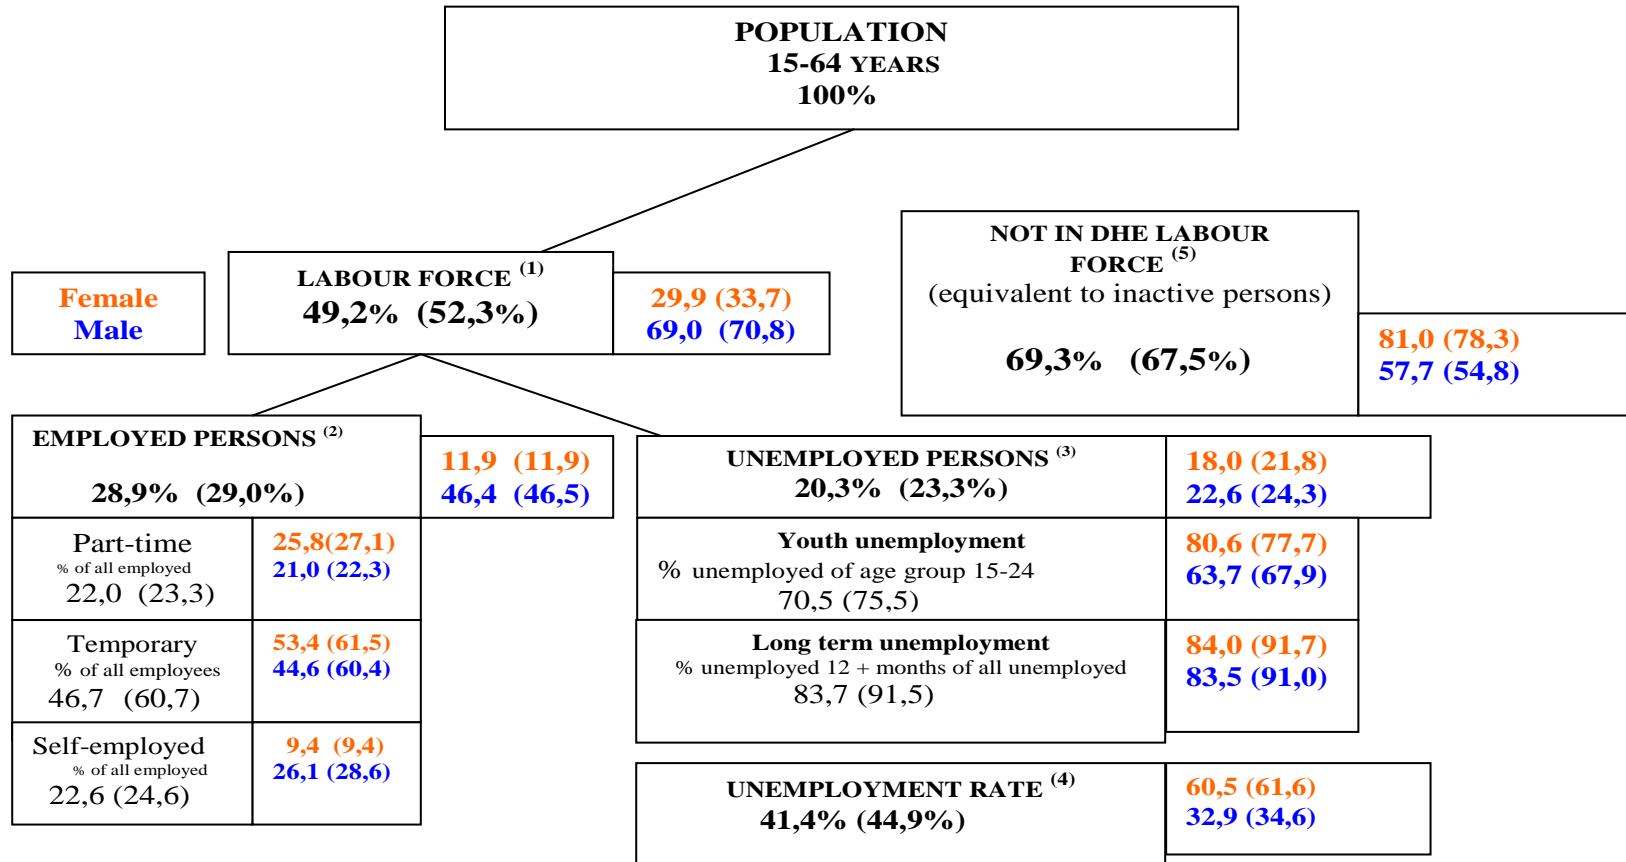 POPULATION
15-64 YEARS
100%
NOT IN DHE LABOUR
FORCE (5)
(equivalent to inactive persons)
69,3% (67,5%)
81,0 (78,3)
57,7 (54,8)
Female
Male
LABOUR FORCE (1)
49,2% (52,3%)
29,9 (33,7)
69,0 (70,8)
EMPLOYED PERSONS (2)
28,9% (29,0%)
11,9 (11,9)
46,4 (46,5)
UNEMPLOYED PERSONS (3)
20,3% (23,3%)
18,0 (21,8)
22,6 (24,3)
Part-time
% of all employed
22,0 (23,3)
25,8(27,1)
21,0 (22,3)
Youth unemployment
% unemployed of age group 15-24
70,5 (75,5)
80,6 (77,7)
63,7 (67,9)
Temporary
% of all employees
46,7 (60,7)
53,4 (61,5)
44,6 (60,4)
Long term unemployment
% unemployed 12 + months of all unemployed
83,7 (91,5)
84,0 (91,7)
83,5 (91,0)
Self-employed
% of all employed
22,6 (24,6)
9,4 (9,4)
26,1 (28,6)
UNEMPLOYMENT RATE (4)
41,4% (44,9%)
60,5 (61,6)
32,9 (34,6)